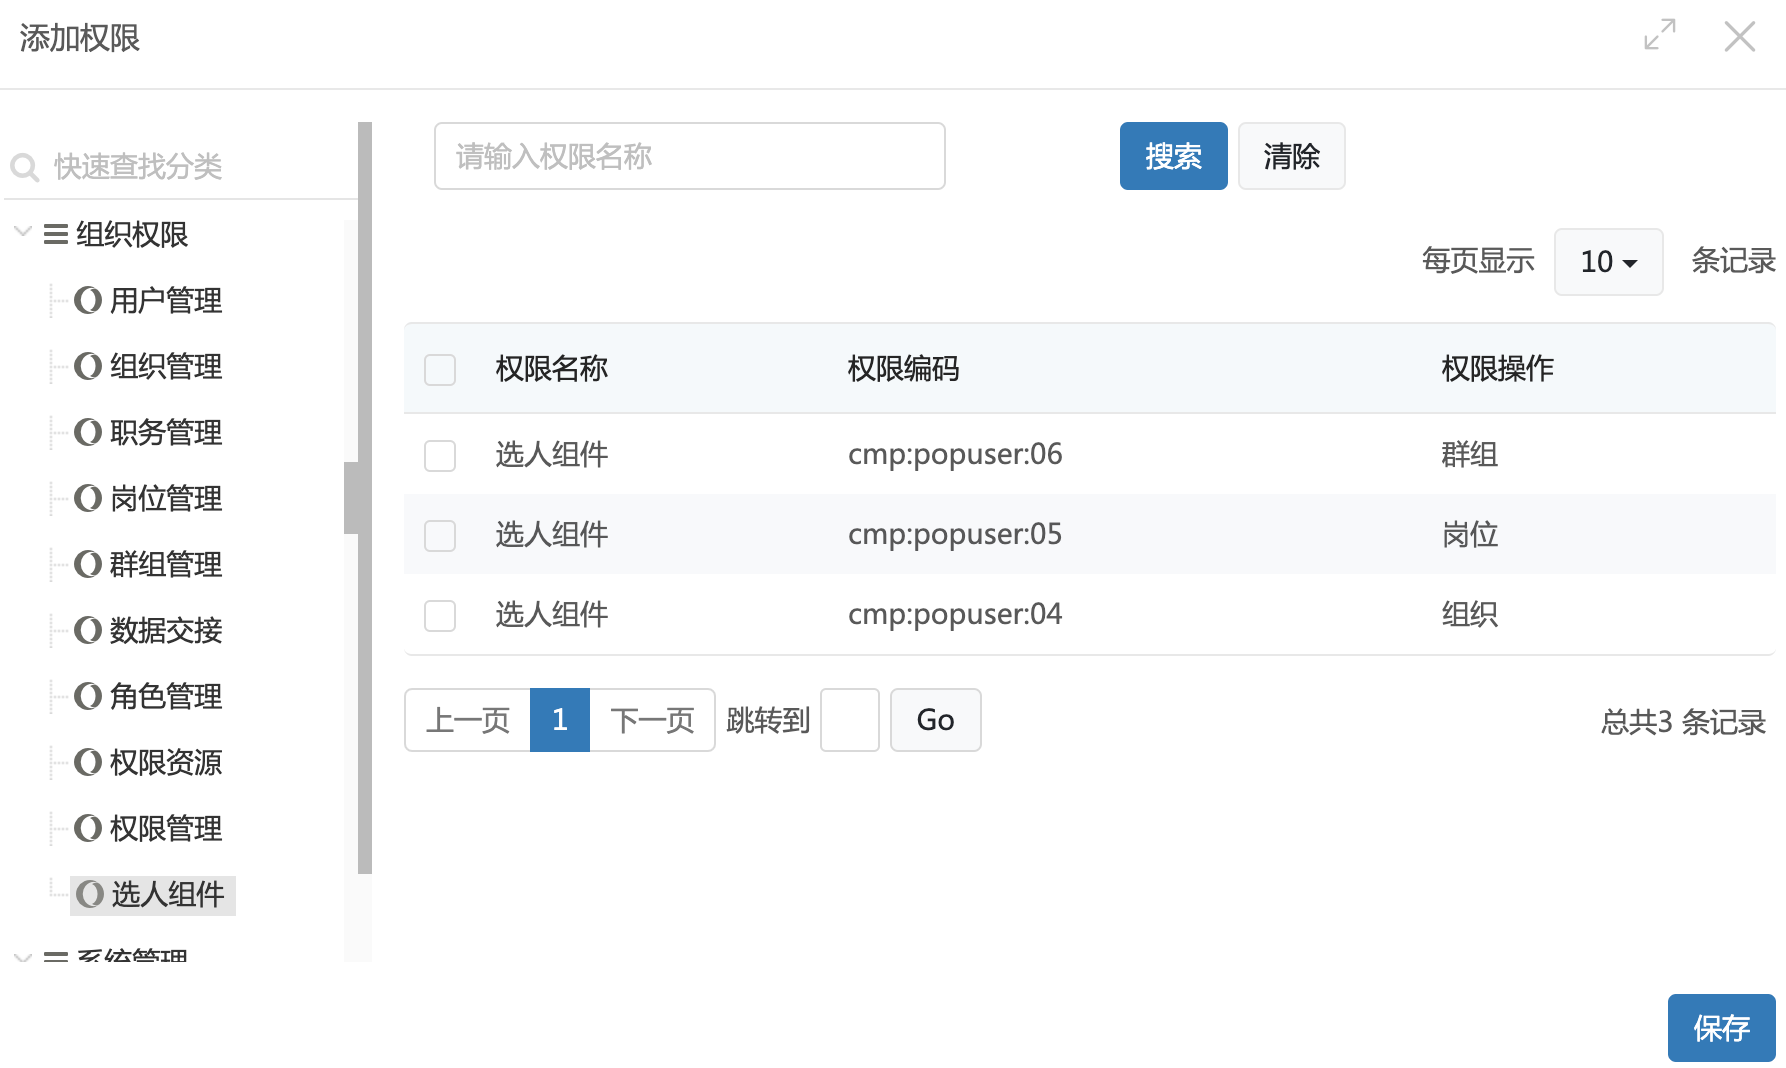 添加权限
快速查找分类
组织权限
用户管理
组织管理
职务管理
岗位管理
群组管理
数据交接
角色管理
权限资源
权限管理
选人组件
系统管理
请输入权限名称 搜索 清除
每页显示 10 条记录
权限名称 权限编码 权限操作
选人组件 cmp:popuser:06 群组
选人组件 cmp:popuser:05 岗位
选人组件 cmp:popuser:04 组织
上一页 1 下一页 跳转到 Go 总共3 条记录
保存